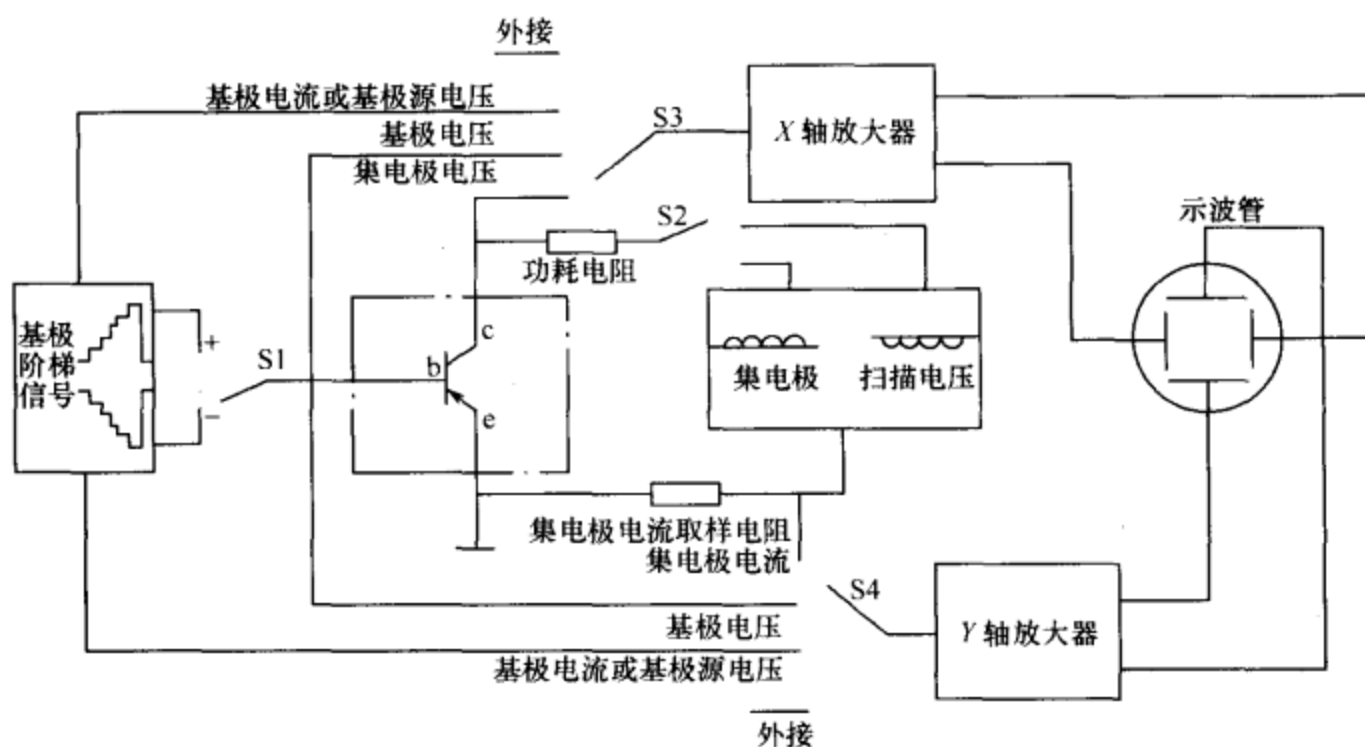 外接
基极电流或基极源电压
基极电压
集电极电压
S3
X 轴放大器
S2
功耗电阻
示波管
基极
阶梯
信号
+
−
S1
b
c
e
集电极
扫描电压
集电极电流取样电阻
集电极电流
S4
Y 轴放大器
基极电压
基极电流或基极源电压
外接